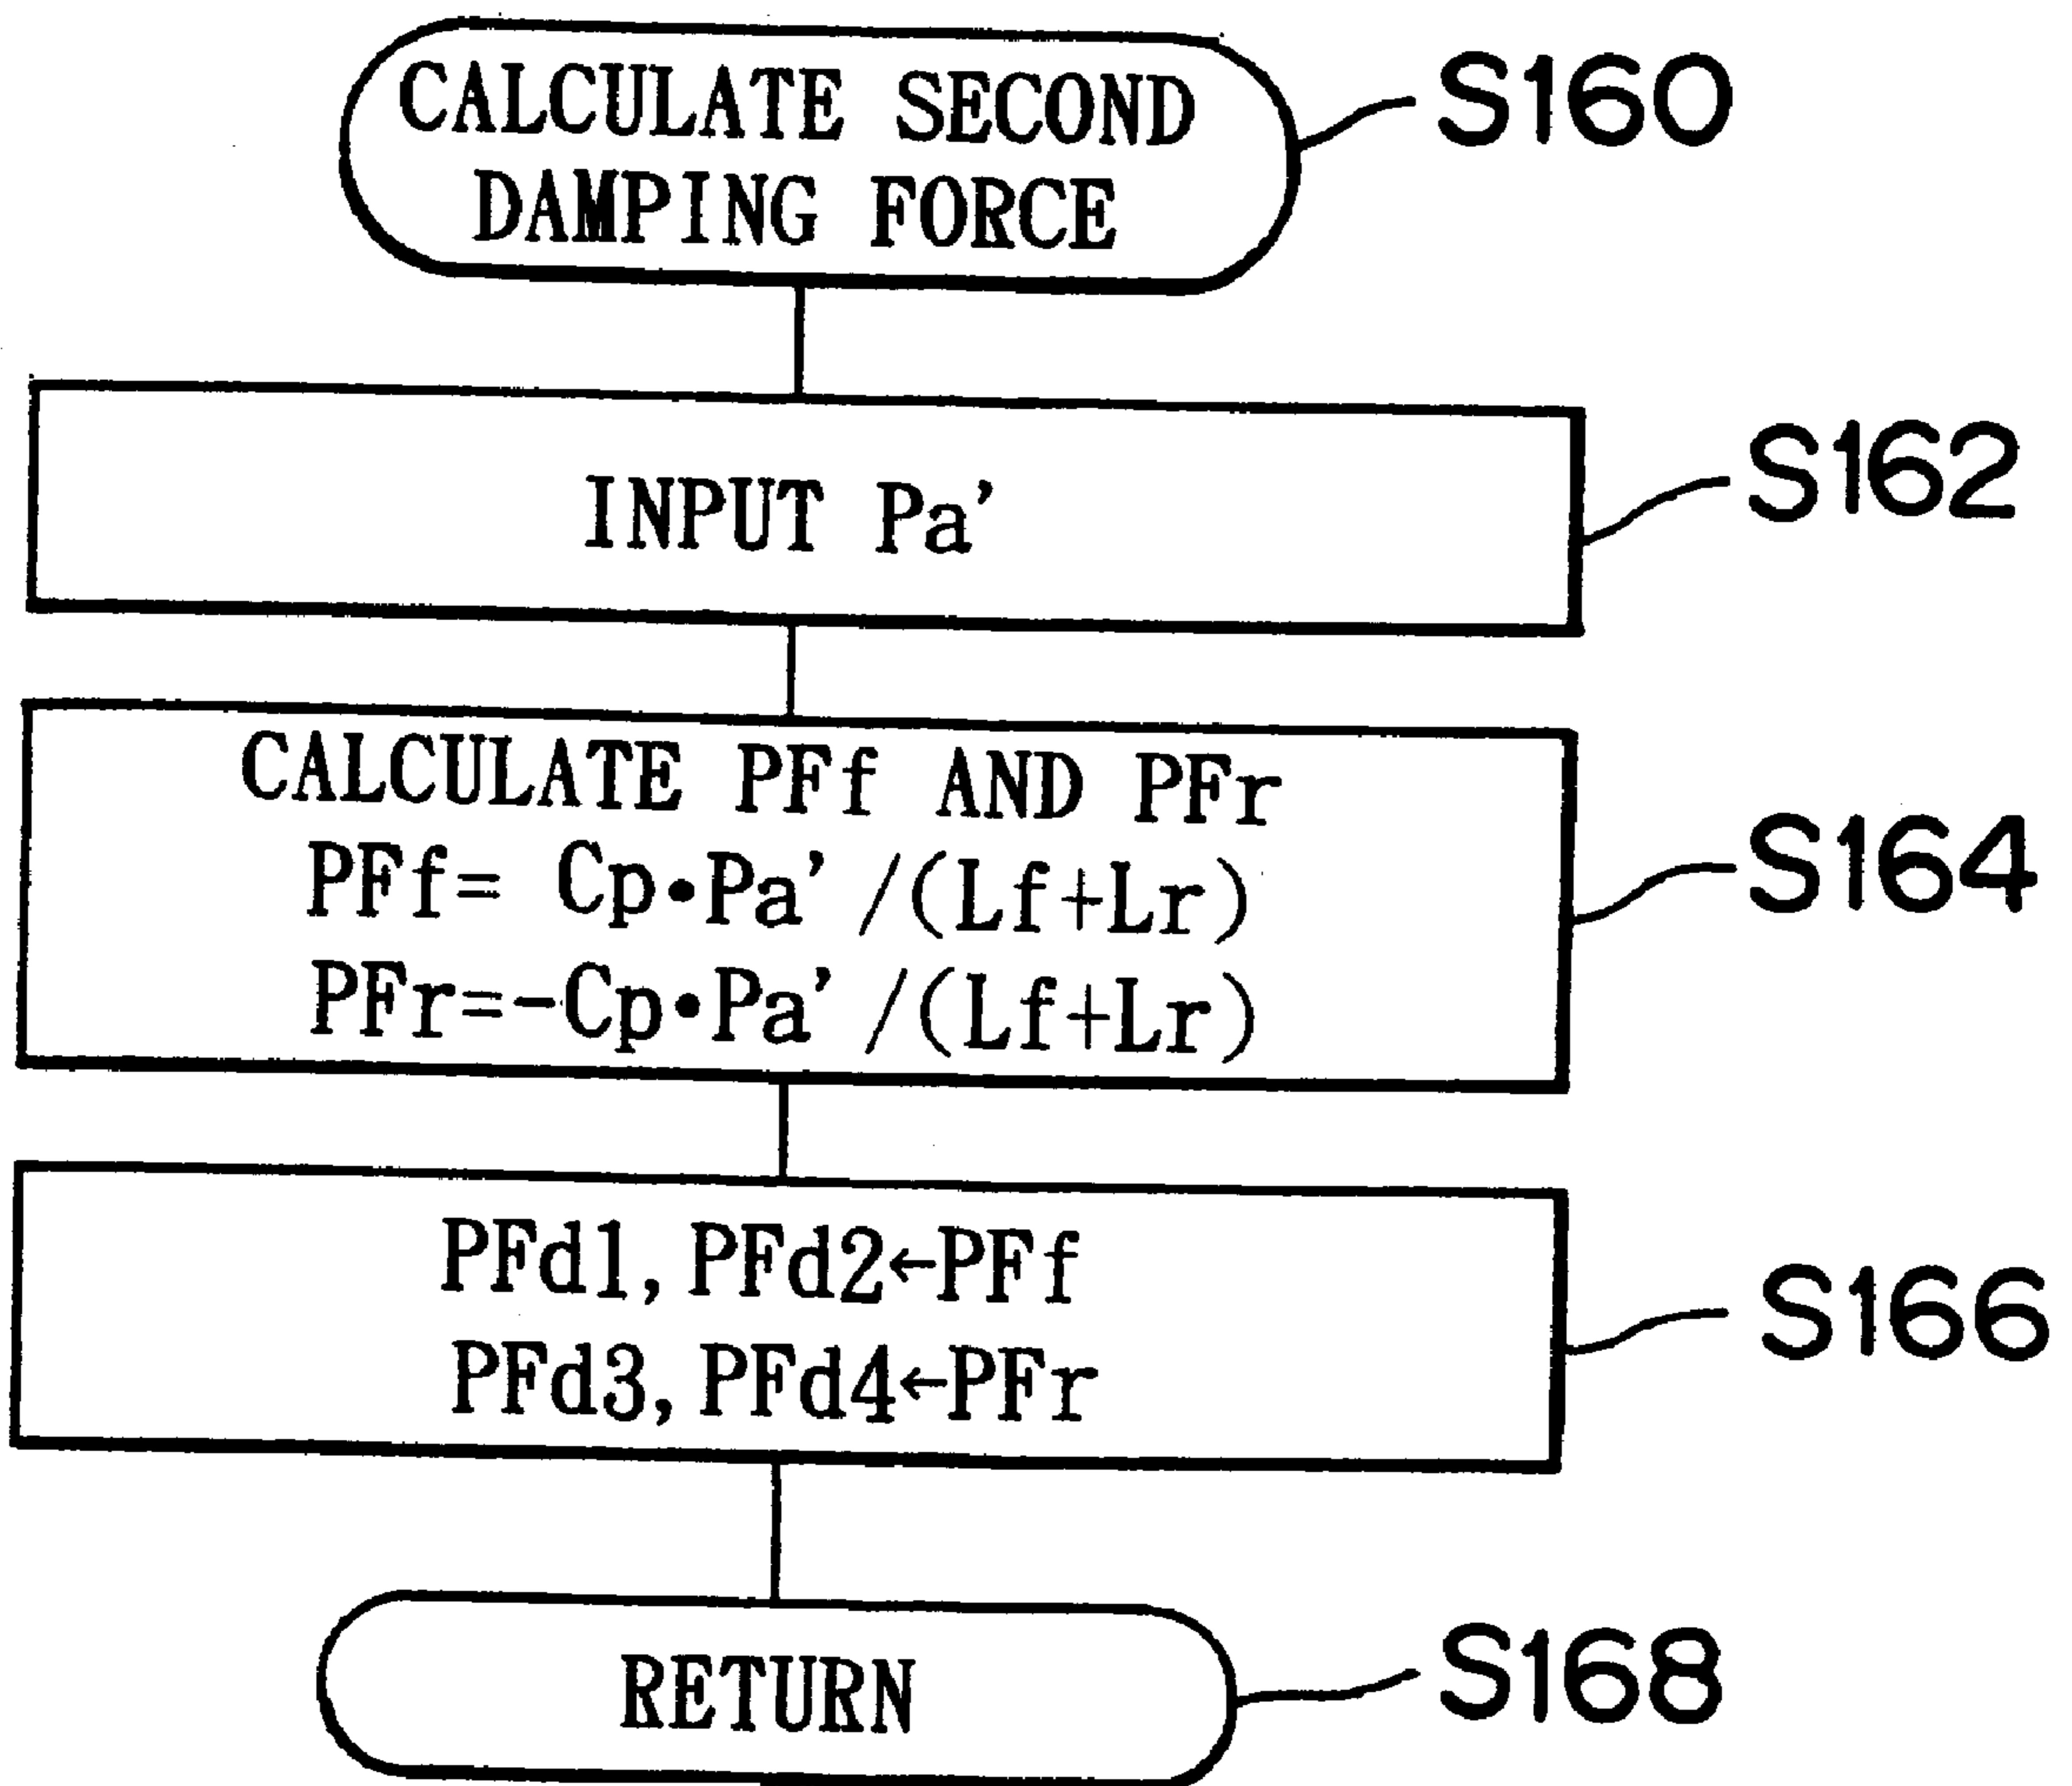 CALCULATE SECOND
DAMPING FORCE
S160
INPUT Pa'
S162
CALCULATE PFf AND PFr
PFf= Cp•Pa' /(Lf+Lr)
PFr=-Cp•Pa' /(Lf+Lr)
S164
PFd1, PFd2←PFf
PFd3, PFd4←PFr
S166
RETURN
S168